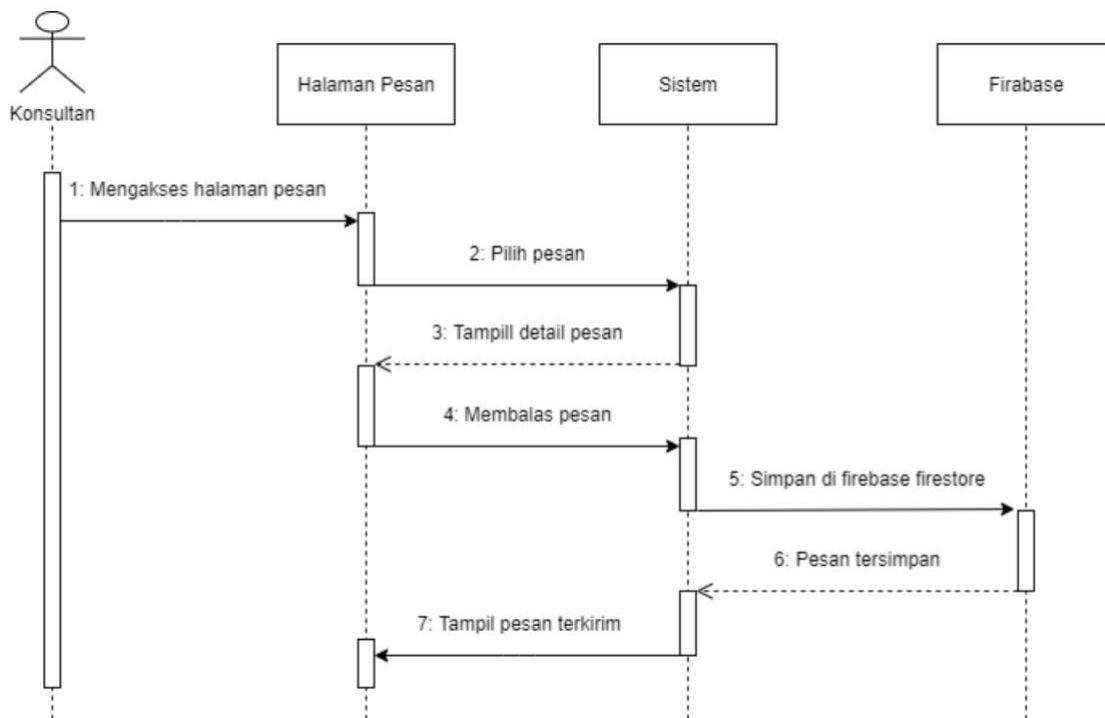 Konsultan
Halaman Pesan
Sistem
Firabase
1: Mengakses halaman pesan
2: Pilih pesan
3: Tampill detail pesan
4: Membalas pesan
5: Simpan di firebase firestore
6: Pesan tersimpan
7: Tampil pesan terkirim